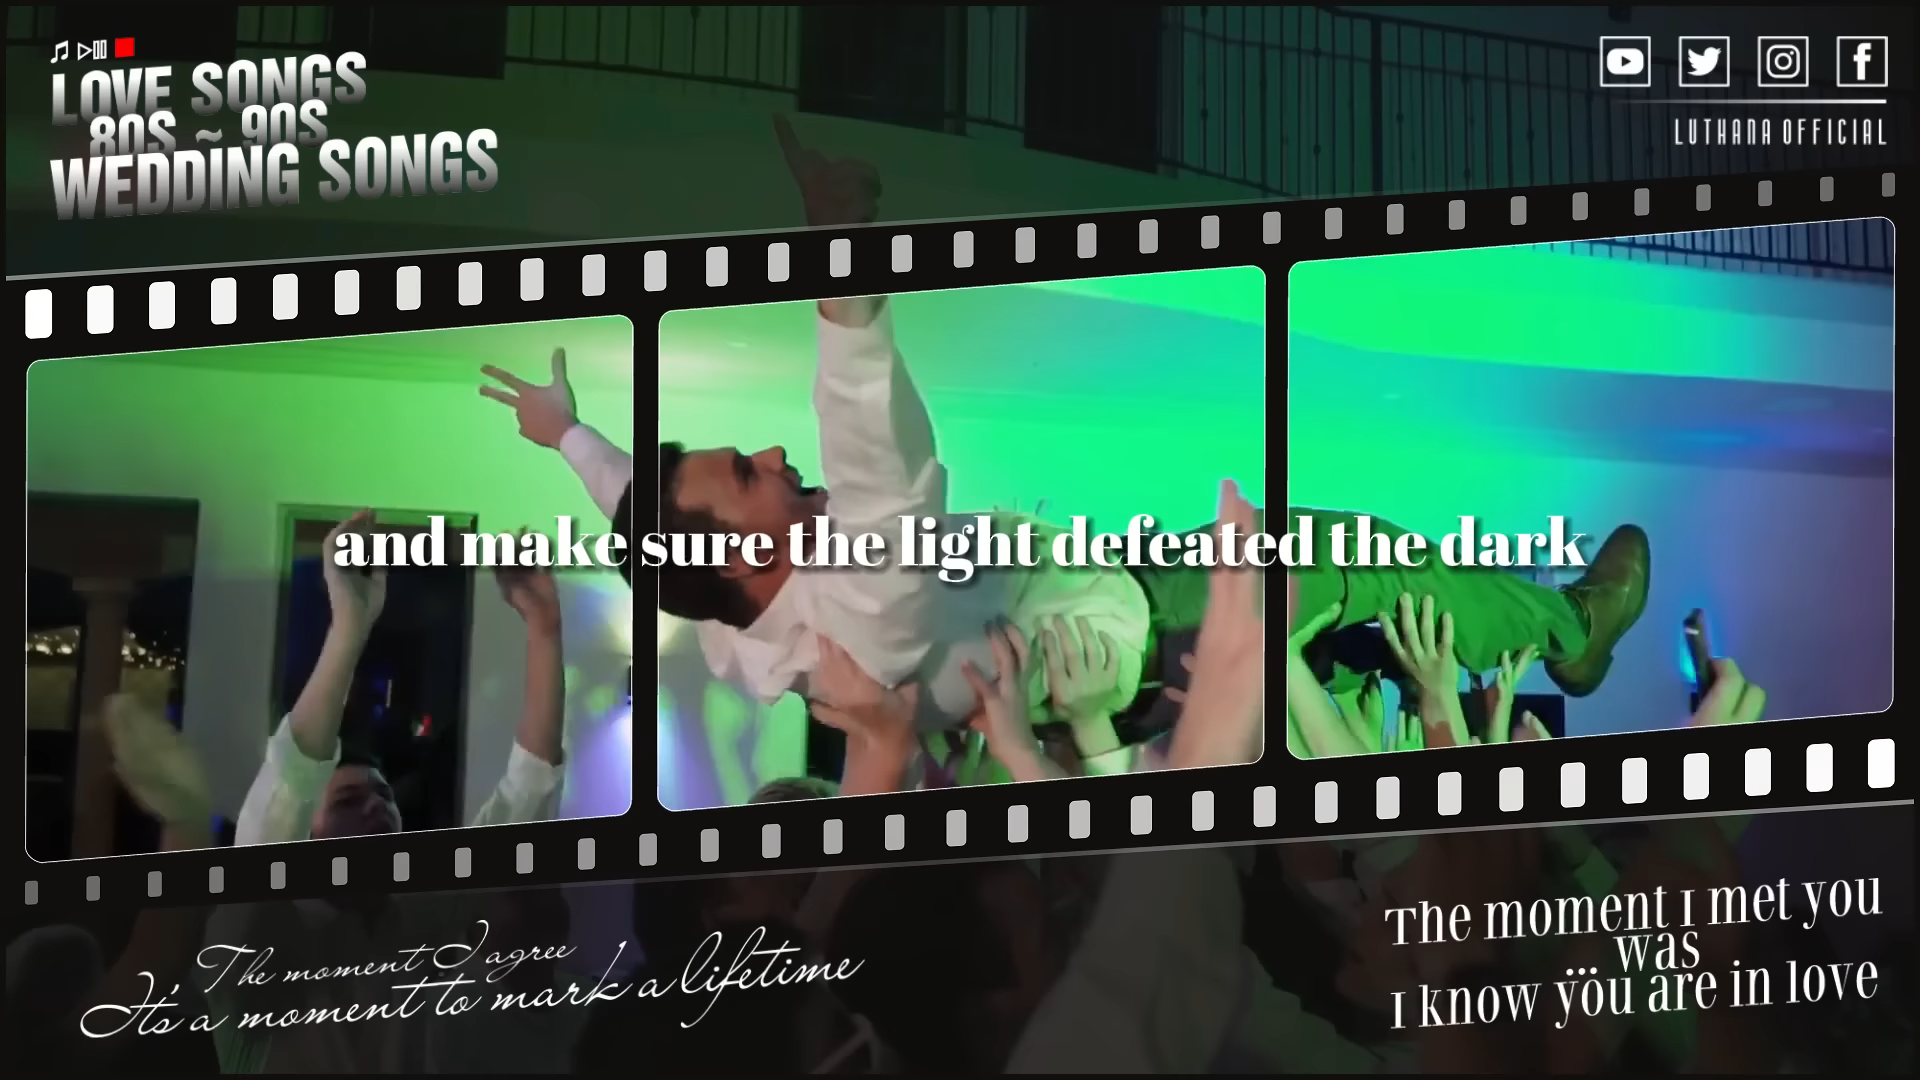 LOVE SONGS
80S ~ 90S
WEDDING SONGS
LUTHANA OFFICIAL
and make sure the light defeated the dark
The moment I agree
It's a moment to mark a lifetime
The moment I met you
was
I know yöü are in love